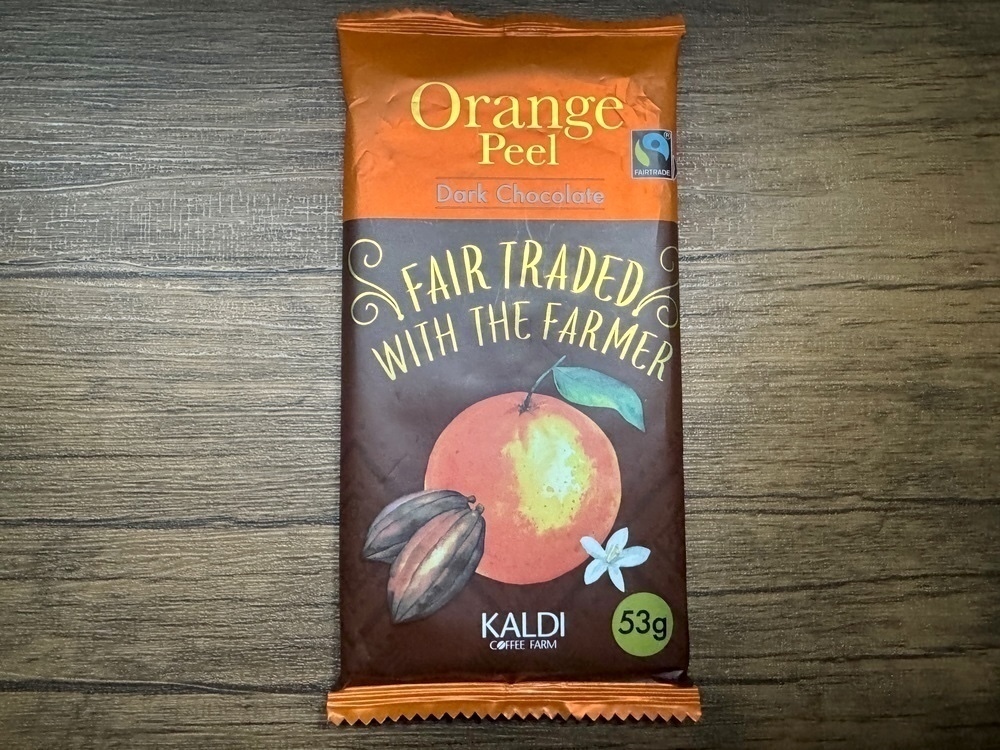 Orange
Peel
FAIRTRADE
Dark Chocolate
FAIR TRADED
WITH THE FARMER
KALDI
COFFEE FARM
53g